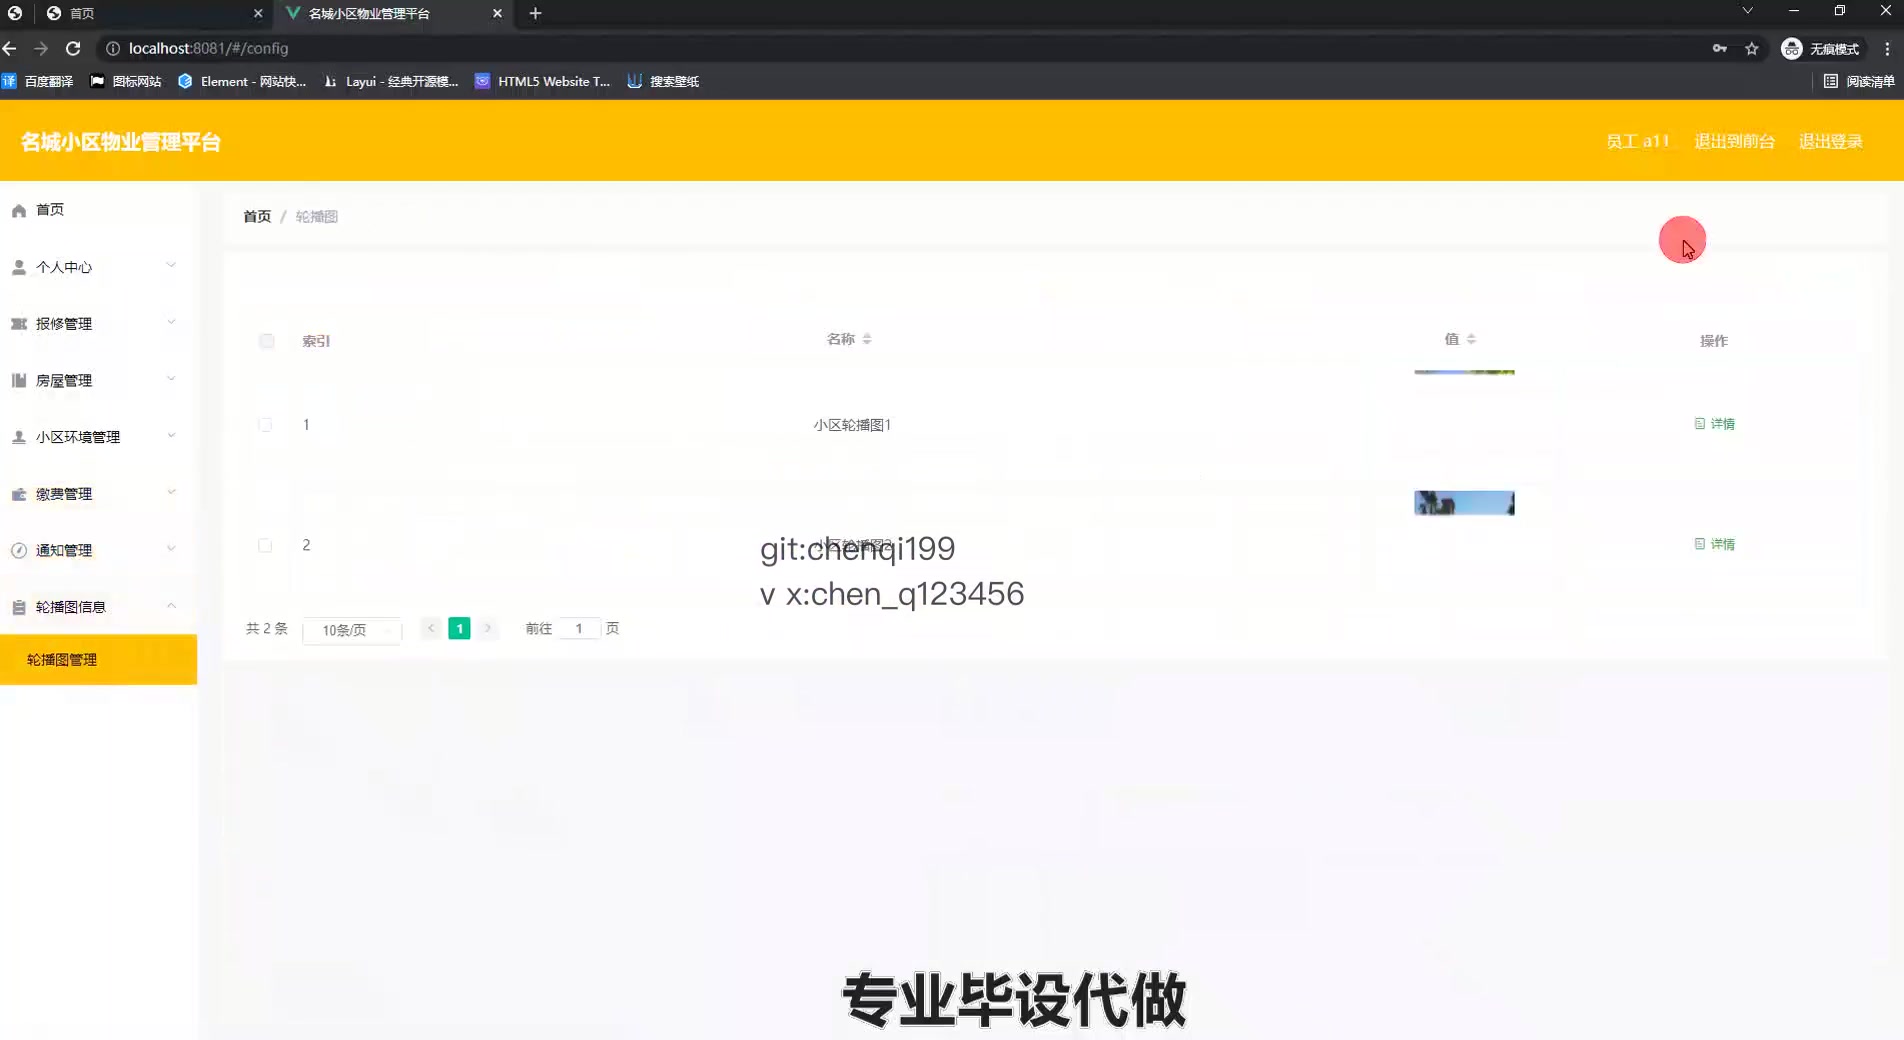 首页
名城小区物业管理平台
localhost:8081/#/config
无痕模式
百度翻译
图标网站
Element - 网站快...
Layui - 经典开源模...
HTML5 Website T...
搜索壁纸
阅读清单
名城小区物业管理平台
员工 a11
退出到前台
退出登录
首页
个人中心
报修管理
房屋管理
小区环境管理
缴费管理
通知管理
轮播图信息
轮播图管理
首页 / 轮播图
索引 名称 值 操作
1 小区轮播图1 详情
2 小区轮播图2 详情
git:chenqi199
v x:chen_q123456
共 2 条 10条/页 1 前往 1 页
专业毕设代做